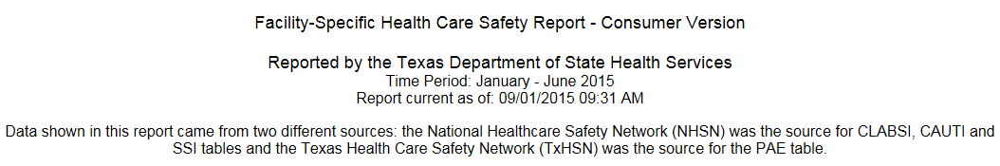 Facility-Specific Health Care Safety Report - Consumer Version
Reported by the Texas Department of State Health Services
Time Period: January - June 2015
Report current as of: 09/01/2015 09:31 AM
Data shown in this report came from two different sources: the National Healthcare Safety Network (NHSN) was the source for CLABSI, CAUTI and
SSI tables and the Texas Health Care Safety Network (TxHSN) was the source for the PAE table.